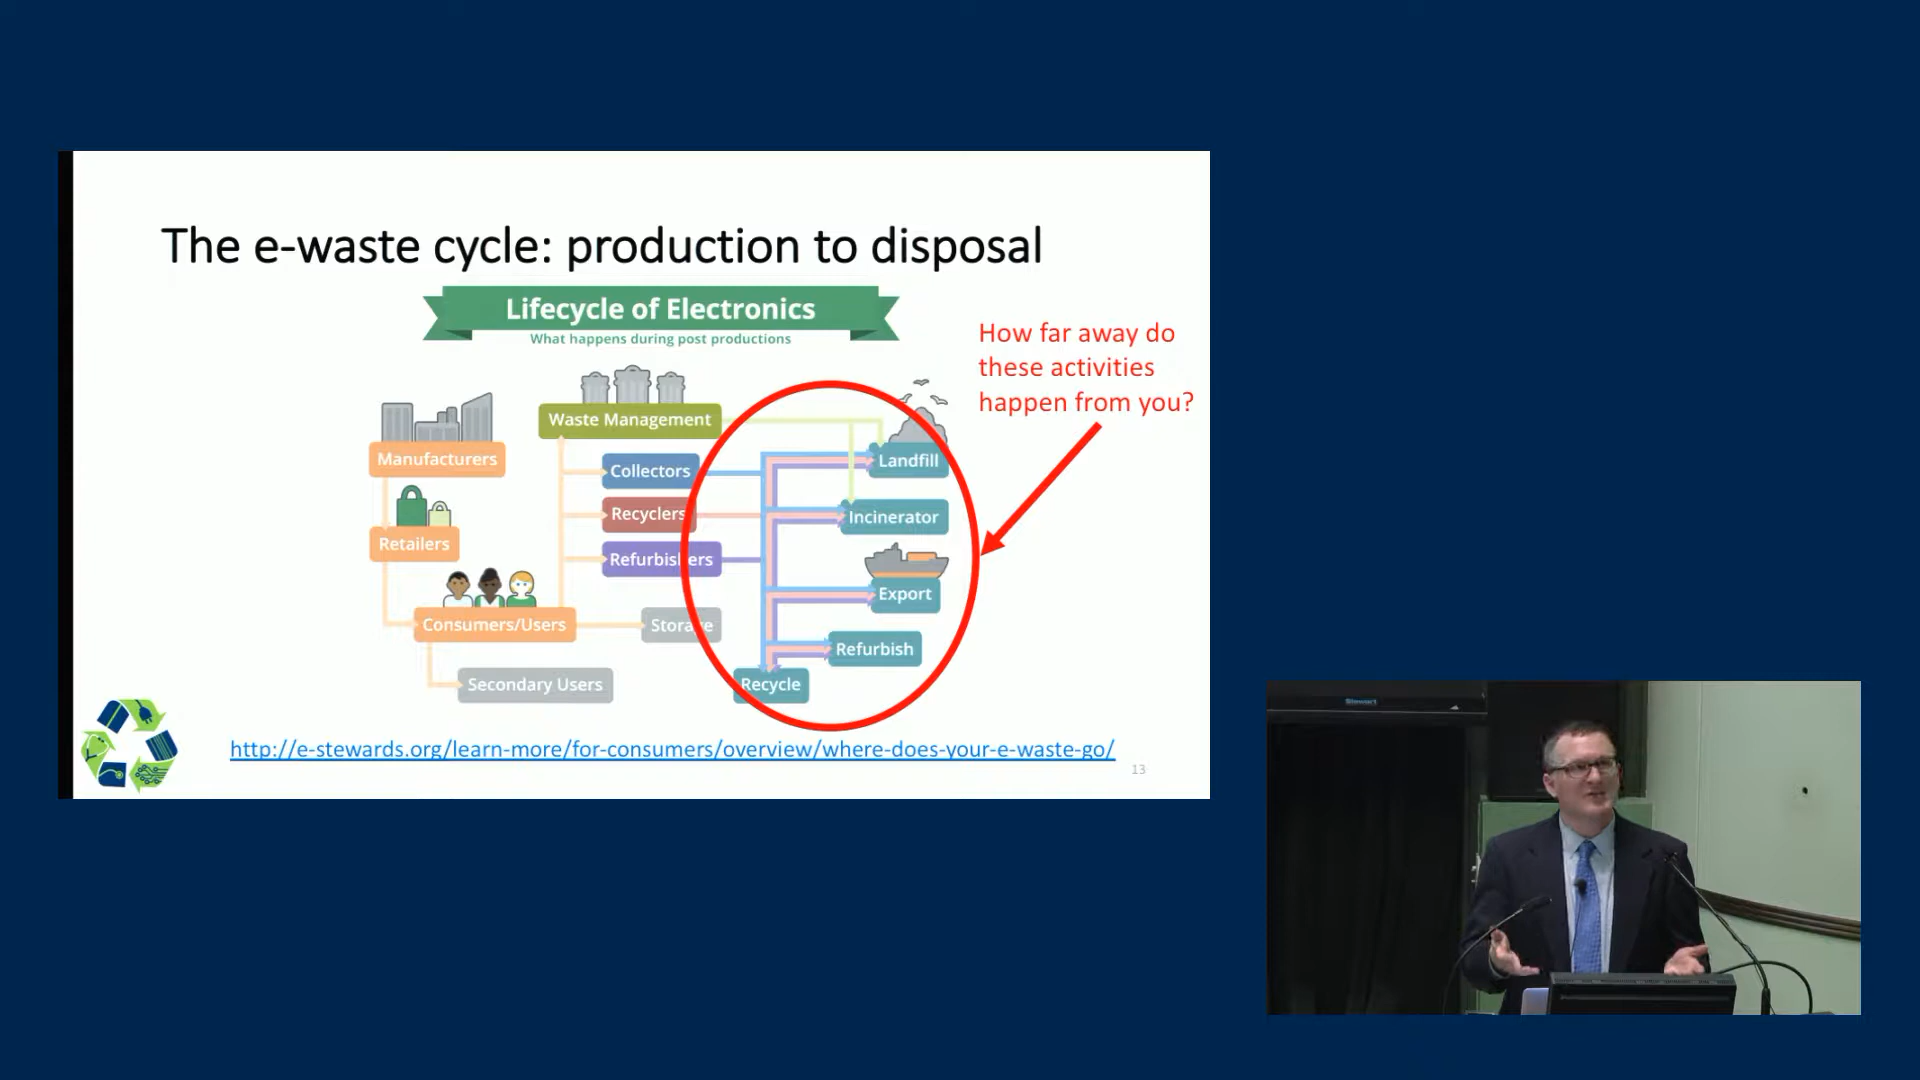 The e-waste cycle: production to disposal
Lifecycle of Electronics
What happens during post productions
How far away do
these activities
happen from you?
Waste Management
Manufacturers
Collectors
Landfill
Recyclers
Incinerator
Retailers
Refurbishers
Export
Consumers/Users
Storage
Refurbish
Secondary Users
Recycle
http://e-stewards.org/learn-more/for-consumers/overview/where-does-your-e-waste-go/
13
Stewart